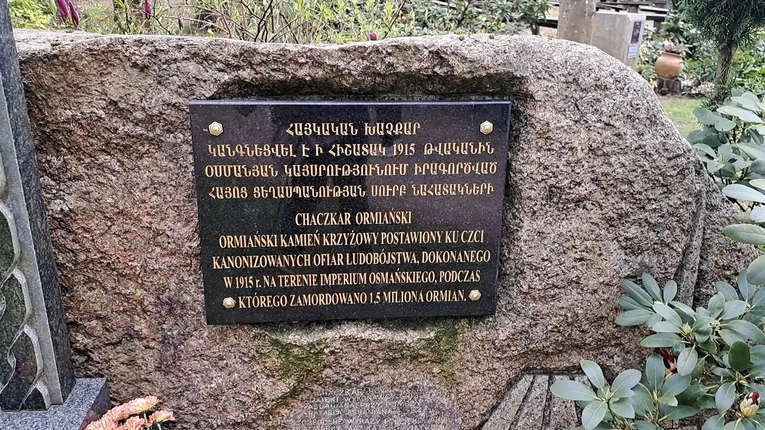 ՀԱՅԿԱԿԱՆ ԽԱՉՔԱՐ
ԿԱՆԳՆԵՑՎԵԼ Է Ի ՀԻՇԱՏԱԿ 1915 ԹՎԱԿԱՆԻՆ
ՕՍՄԱՆՅԱՆ ԿԱՅՍՐՈՒԹՅՈՒՆՈՒՄ ԻՐԱԳՈՐԾՎԱԾ
ՀԱՅՈՑ ՑԵՂԱՍՊԱՆՈՒԹՅԱՆ ՍՈՒՐԲ ՆԱՀԱՏԱԿՆԵՐԻ
CHACZKAR ORMIAŃSKI
ORMIAŃSKI KAMIEŃ KRZYŻOWY POSTAWIONY KU CZCI
KANONIZOWANYCH OFIAR LUDOBÓJSTWA, DOKONANEGO
W 1915 r. NA TERENIE IMPERIUM OSMAŃSKIEGO, PODCZAS
KTÓREGO ZAMORDOWANO 1,5 MILIONA ORMIAN.
CHACZKAR